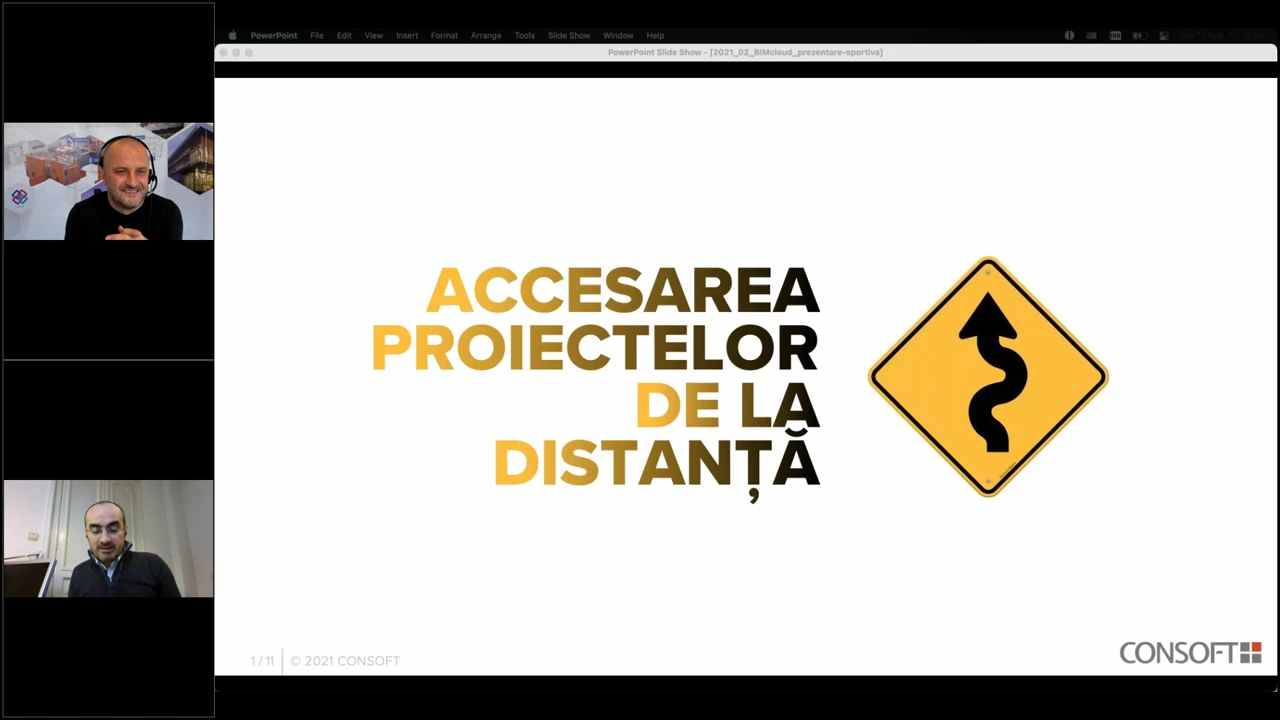 PowerPoint File Edit View Insert Format Arrange Tools Slide Show Window Help
PowerPoint Slide Show - [2021_02_BIMcloud_prezentare-sportiva]
ACCESAREA
PROIECTELOR
DE LA
DISTANȚĂ
1 / 11 © 2021 CONSOFT
CONSOFT